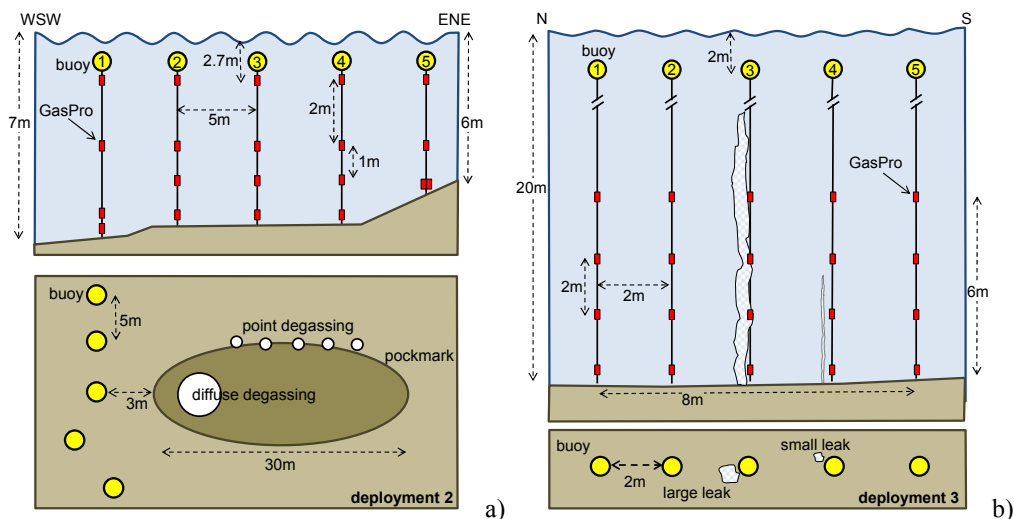 WSW
ENE
buoy
1
2
3
4
5
2.7m
GasPro
2m
5m
1m
7m
6m
buoy
5m
point degassing
pockmark
diffuse degassing
3m
30m
deployment 2
a)
N
S
2m
buoy
1
2
3
4
5
GasPro
20m
2m
2m
6m
8m
buoy
small leak
2m
large leak
deployment 3
b)